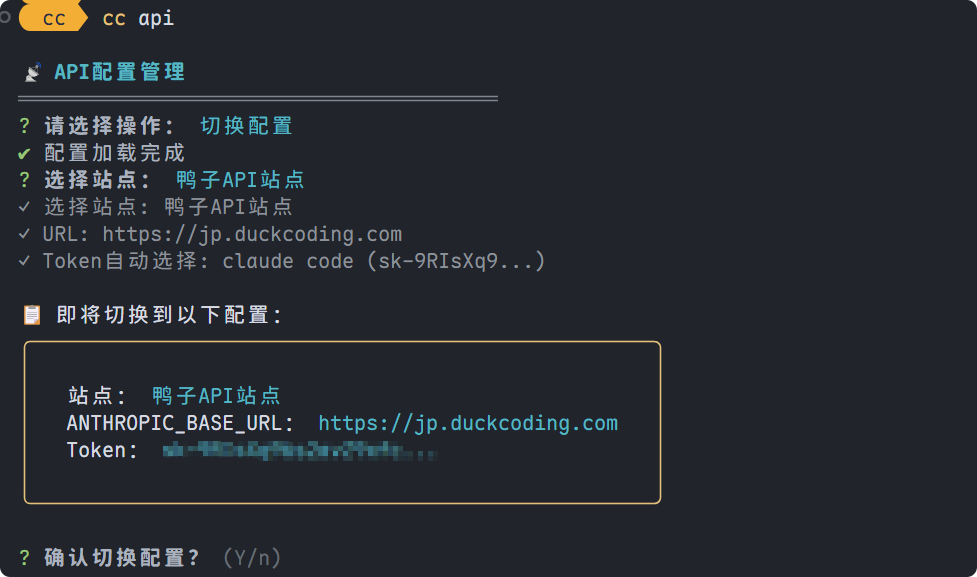 cc cc api
API配置管理
? 请选择操作： 切换配置
✔ 配置加载完成
? 选择站点： 鸭子API站点
✓ 选择站点: 鸭子API站点
✓ URL: https://jp.duckcoding.com
✓ Token自动选择: claude code (sk-9RIsXq9...)
即将切换到以下配置:
站点： 鸭子API站点
ANTHROPIC_BASE_URL： https://jp.duckcoding.com
Token：
? 确认切换配置? (Y/n)